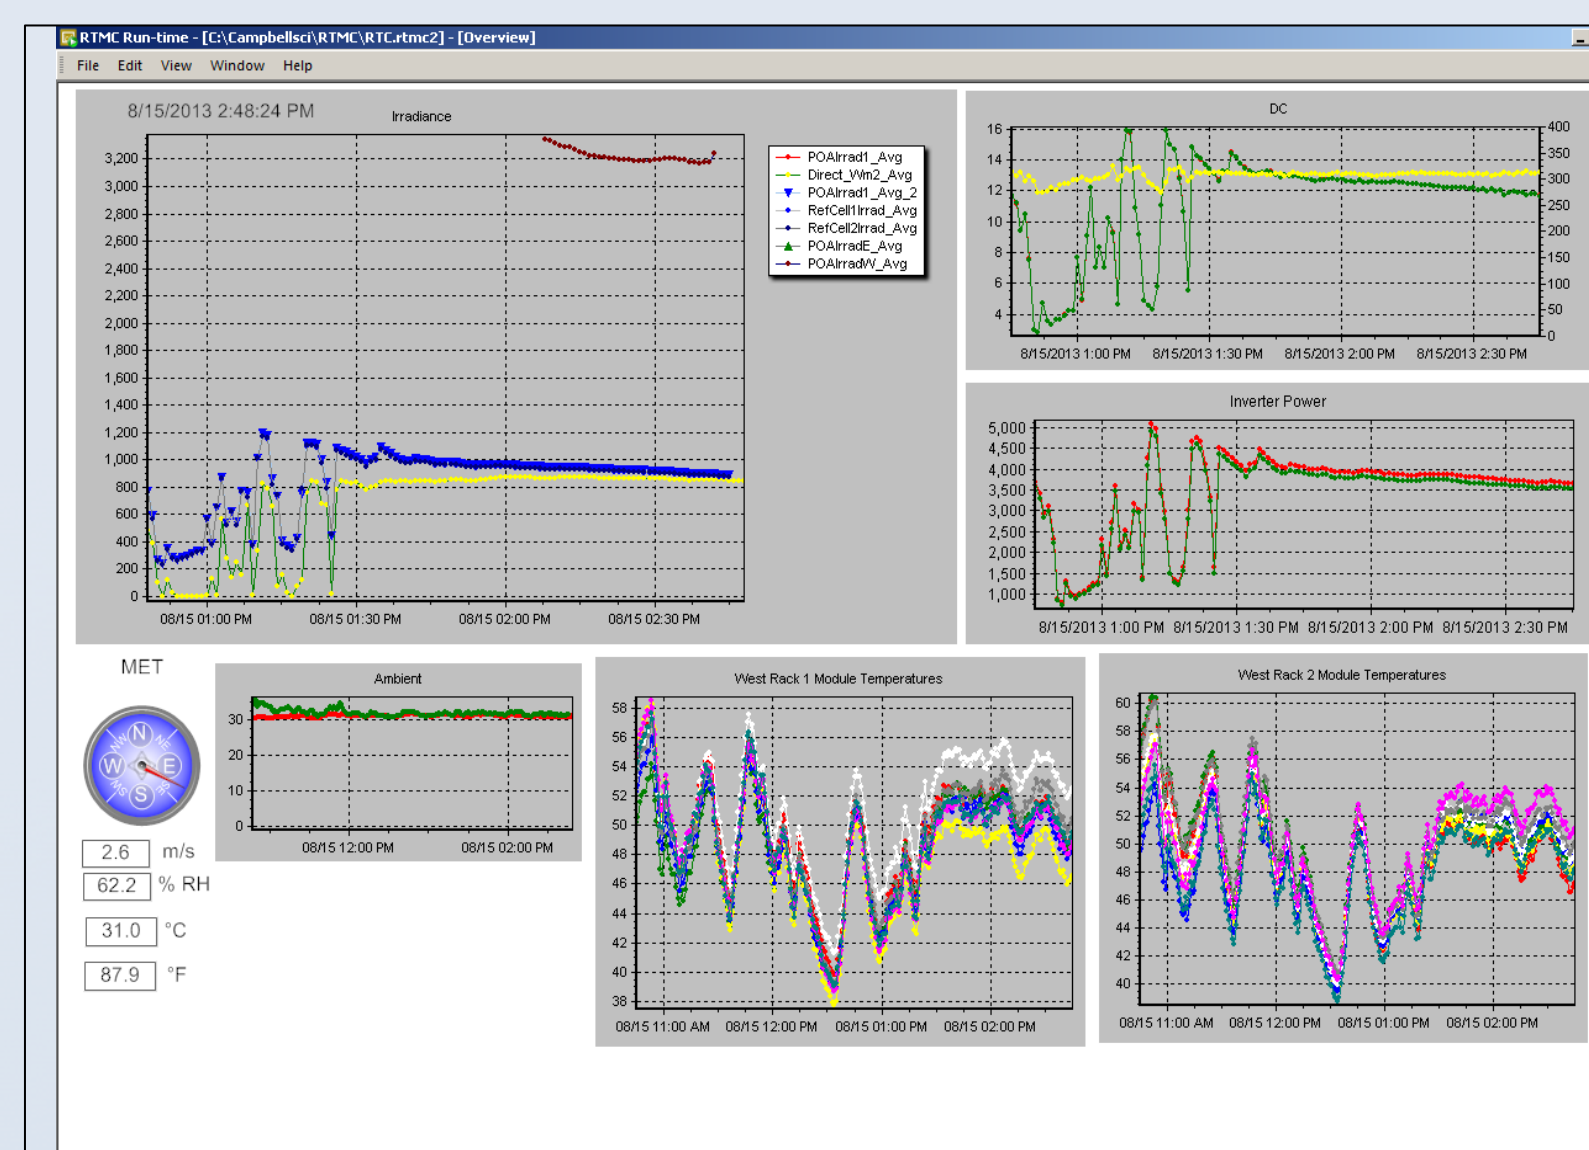 RTMC Run-time - [C:\Campbellsci\RTMC\RTC.rtmc2] - [Overview]
File Edit View Window Help
8/15/2013 2:48:24 PM
Irradiance
3,200
3,000
2,800
2,600
2,400
2,200
2,000
1,800
1,600
1,400
1,200
1,000
800
600
400
200
0
08/15 01:00 PM 08/15 01:30 PM 08/15 02:00 PM 08/15 02:30 PM
POAIrrad1_Avg
Direct_Wm2_Avg
POAIrrad1_Avg_2
RefCell1Irrad_Avg
RefCell2Irrad_Avg
POAIrradE_Avg
POAIrradW_Avg
DC
16
14
12
10
8
6
4
400
350
300
250
200
150
100
50
0
8/15/2013 1:00 PM 8/15/2013 1:30 PM 8/15/2013 2:00 PM 8/15/2013 2:30 PM
Inverter Power
5,000
4,500
4,000
3,500
3,000
2,500
2,000
1,500
1,000
8/15/2013 1:00 PM 8/15/2013 1:30 PM 8/15/2013 2:00 PM 8/15/2013 2:30 PM
MET
N
NE
E
SE
S
SW
W
NW
2.6 m/s
62.2 % RH
31.0 °C
87.9 °F
Ambient
30
20
10
0
08/15 12:00 PM 08/15 02:00 PM
West Rack 1 Module Temperatures
58
56
54
52
50
48
46
44
42
40
38
08/15 11:00 AM 08/15 12:00 PM 08/15 01:00 PM 08/15 02:00 PM
West Rack 2 Module Temperatures
60
58
56
54
52
50
48
46
44
42
40
08/15 11:00 AM 08/15 12:00 PM 08/15 01:00 PM 08/15 02:00 PM